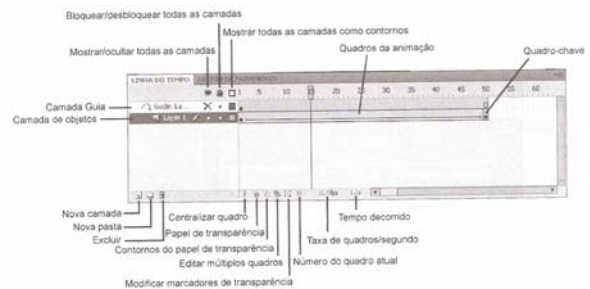 Bloquear/desbloquear todas as camadas
Mostrar todas as camadas como contornos
Mostrar/ocultar todas as camadas
Quadros da animação
Quadro-chave
LINHA DO TEMPO
1 5 10 15 20 25 30 35 40 45 50 55 60
Camada Guia
Guide: La...
Camada de objetos
Layer 1
Nova camada
Nova pasta
Excluir
Centralizar quadro
Papel de transparência
Contornos do papel de transparência
Editar múltiplos quadros
Modificar marcadores de transparência
Número do quadro atual
Taxa de quadros/segundo
Tempo decorrido